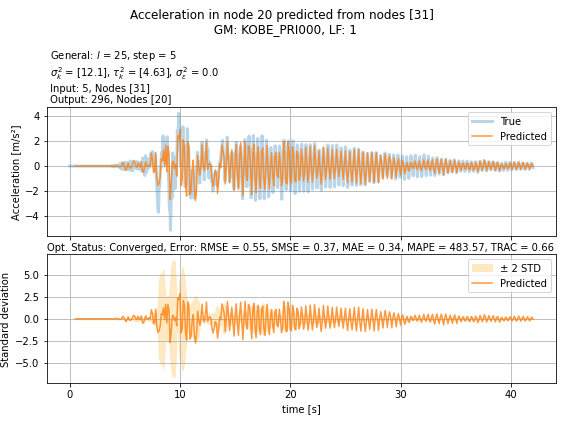 Acceleration in node 20 predicted from nodes [31]
GM: KOBE_PRI000, LF: 1
General: l = 25, step = 5
σ²ₖ = [12.1], τ²ₖ = [4.63], σ²ε = 0.0
Input: 5, Nodes [31]
Output: 296, Nodes [20]
Acceleration [m/s²]
4
2
0
−2
−4
True
Predicted
Opt. Status: Converged, Error: RMSE = 0.55, SMSE = 0.37, MAE = 0.34, MAPE = 483.57, TRAC = 0.66
Standard deviation
5.0
2.5
0.0
−2.5
−5.0
± 2 STD
Predicted
0 10 20 30 40
time [s]